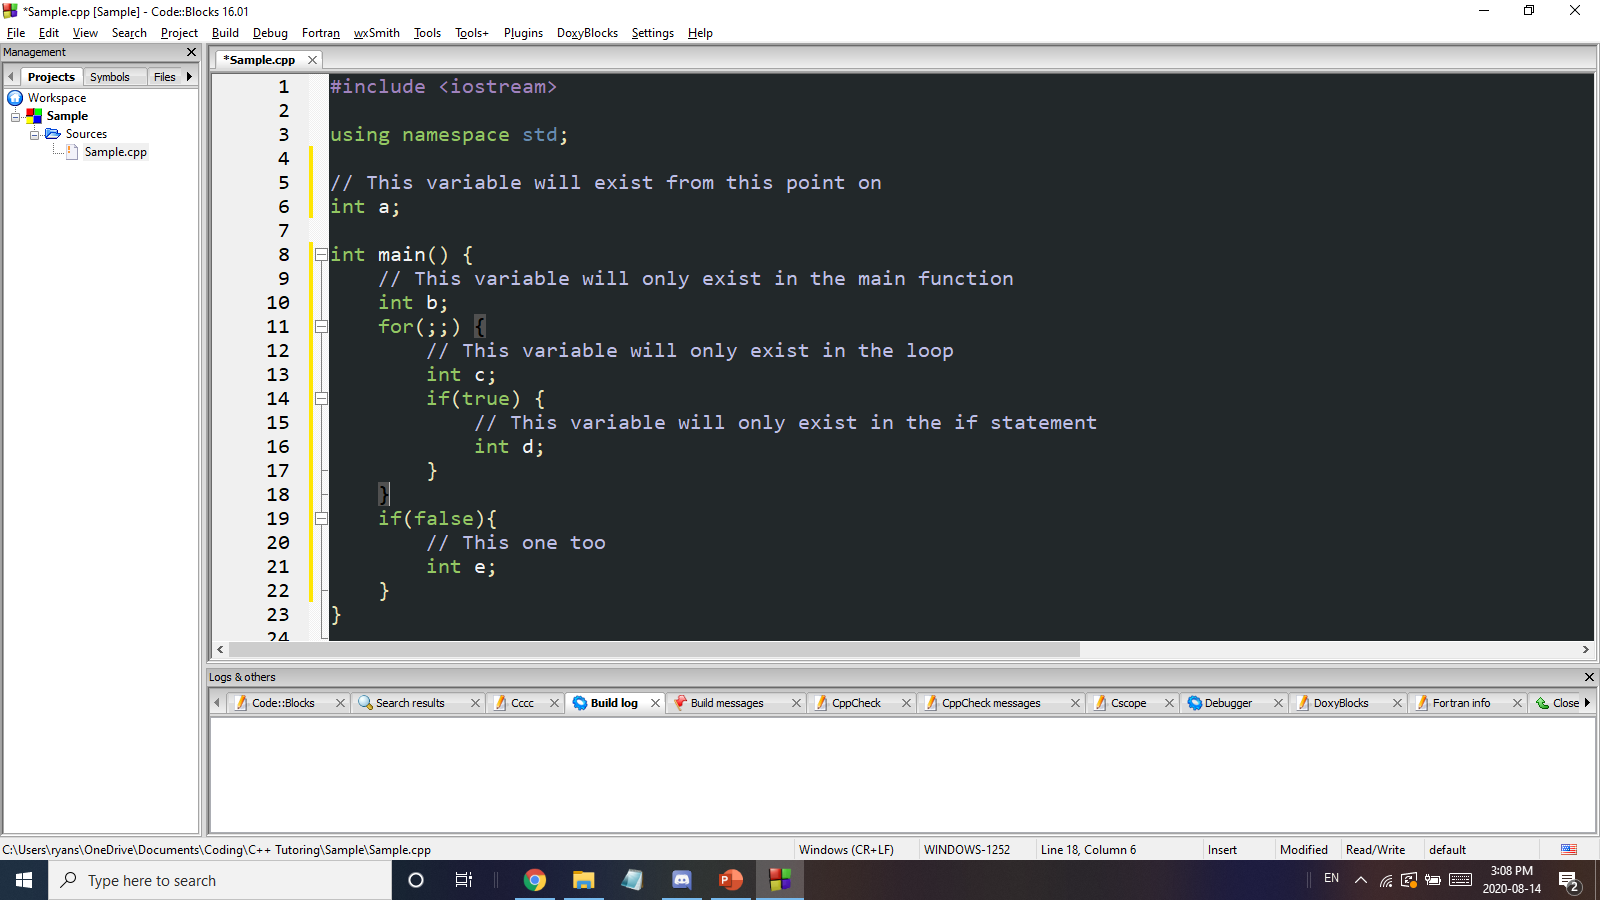 *Sample.cpp [Sample] - Code::Blocks 16.01
File Edit View Search Project Build Debug Fortran wxSmith Tools Tools+ Plugins DoxyBlocks Settings Help
Management
Projects Symbols Files
Workspace
Sample
Sources
Sample.cpp
*Sample.cpp
1 #include <iostream>
2
3 using namespace std;
4
5 // This variable will exist from this point on
6 int a;
7
8 int main() {
9 // This variable will only exist in the main function
10 int b;
11 for(;;) {
12 // This variable will only exist in the loop
13 int c;
14 if(true) {
15 // This variable will only exist in the if statement
16 int d;
17 }
18 }
19 if(false){
20 // This one too
21 int e;
22 }
23 }
24
Logs & others
Code::Blocks Search results Cccc Build log Build messages CppCheck CppCheck messages Cscope Debugger DoxyBlocks Fortran info Close
C:\Users\ryans\OneDrive\Documents\Coding\C++ Tutoring\Sample\Sample.cpp Windows (CR+LF) WINDOWS-1252 Line 18, Column 6 Insert Modified Read/Write default
Type here to search
EN
3:08 PM
2020-08-14
2